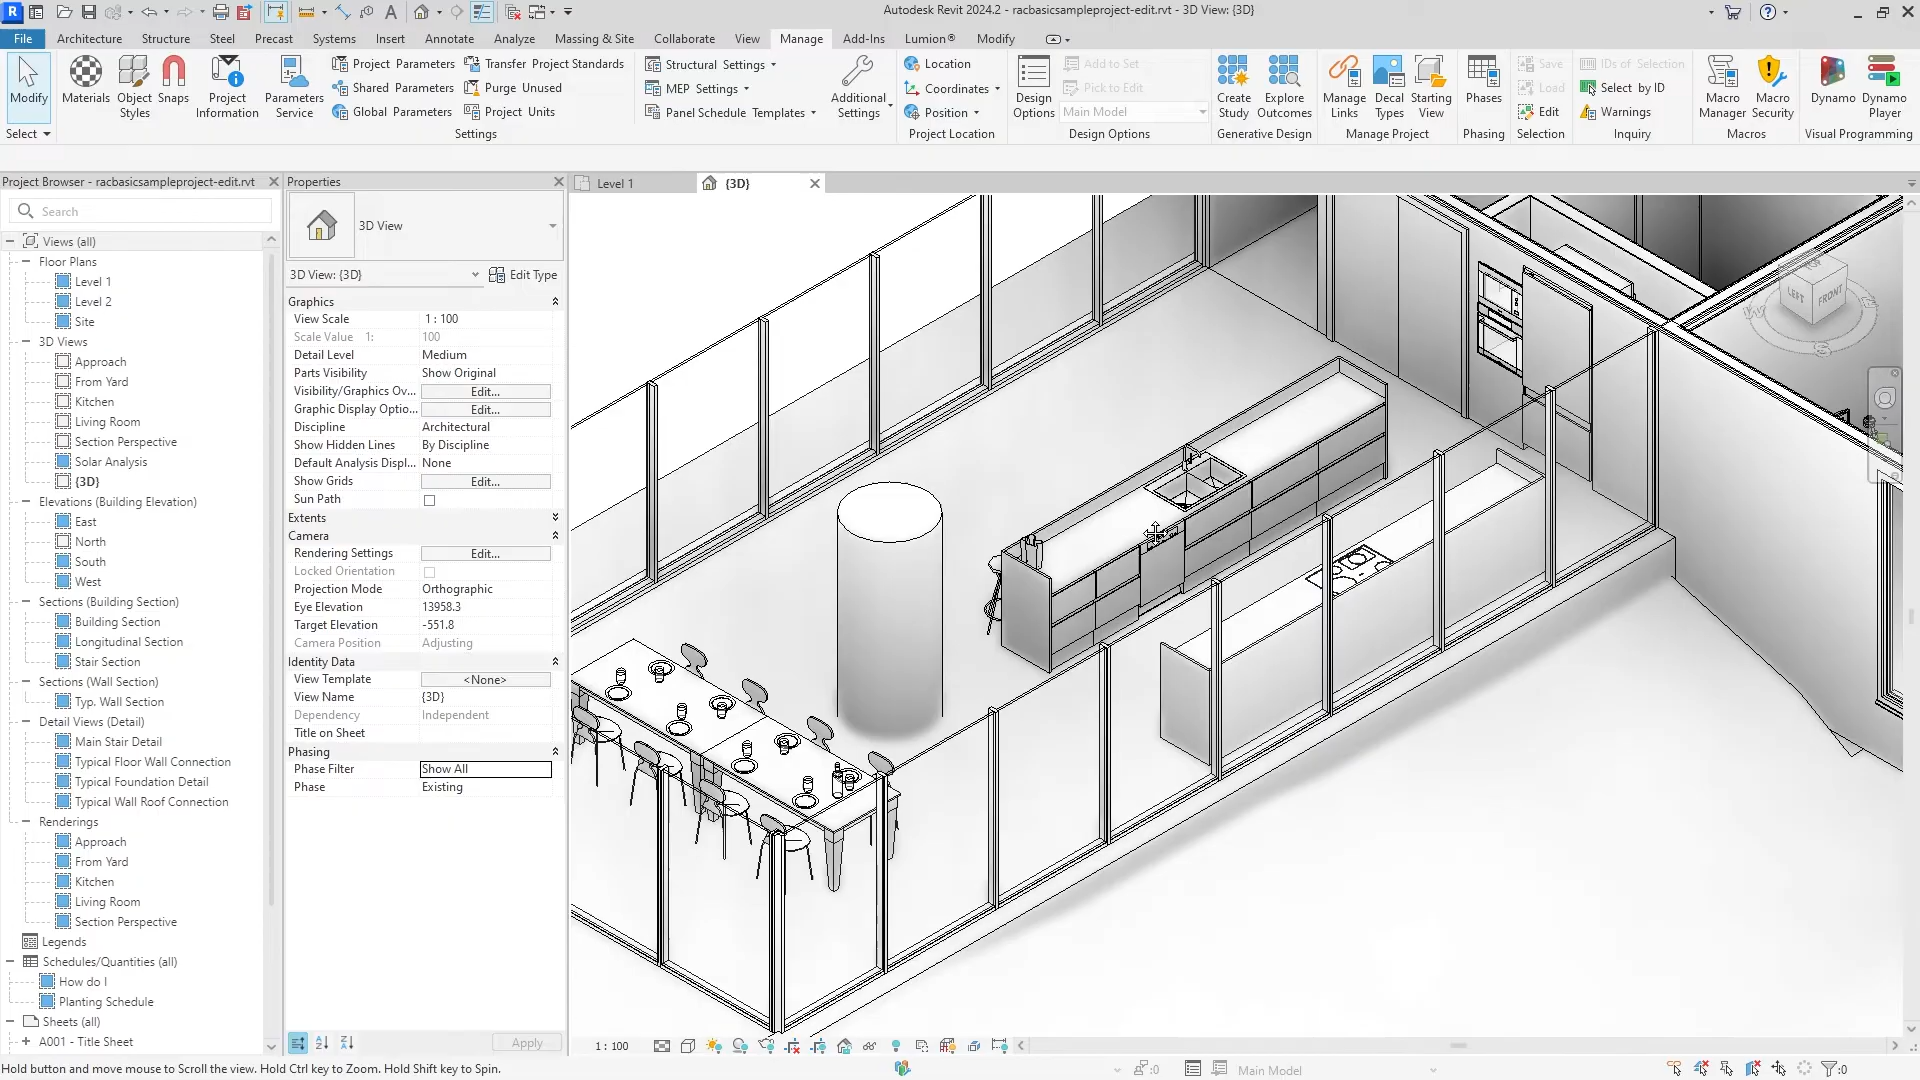 Autodesk Revit 2024.2 - racbasicsampleproject-edit.rvt - 3D View: {3D}
File Architecture Structure Steel Precast Systems Insert Annotate Analyze Massing & Site Collaborate View Manage Add-Ins Lumion® Modify
Modify
Materials
Object Styles
Snaps
Project Information
Parameters Service
Project Parameters
Shared Parameters
Global Parameters
Transfer Project Standards
Purge Unused
Project Units
Structural Settings
MEP Settings
Panel Schedule Templates
Additional Settings
Location
Coordinates
Position
Design Options
Add to Set
Pick to Edit
Main Model
Create Study
Explore Outcomes
Manage Links
Decal Types
Starting View
Phases
Save
Load
Edit
IDs of Selection
Select by ID
Warnings
Macro Manager
Macro Security
Dynamo
Dynamo Player
Select Settings Project Location Design Options Generative Design Manage Project Phasing Selection Inquiry Macros Visual Programming
Project Browser - racbasicsampleproject-edit.rvt
Search
Views (all)
Floor Plans
Level 1
Level 2
Site
3D Views
Approach
From Yard
Kitchen
Living Room
Section Perspective
Solar Analysis
{3D}
Elevations (Building Elevation)
East
North
South
West
Sections (Building Section)
Building Section
Longitudinal Section
Stair Section
Sections (Wall Section)
Typ. Wall Section
Detail Views (Detail)
Main Stair Detail
Typical Floor Wall Connection
Typical Foundation Detail
Typical Wall Roof Connection
Renderings
Approach
From Yard
Kitchen
Living Room
Section Perspective
Legends
Schedules/Quantities (all)
How do I
Planting Schedule
Sheets (all)
A001 - Title Sheet
Properties
3D View
3D View: {3D} Edit Type
Graphics
View Scale 1 : 100
Scale Value 1: 100
Detail Level Medium
Parts Visibility Show Original
Visibility/Graphics Ov... Edit...
Graphic Display Optio... Edit...
Discipline Architectural
Show Hidden Lines By Discipline
Default Analysis Displ... None
Show Grids Edit...
Sun Path
Extents
Camera
Rendering Settings Edit...
Locked Orientation
Projection Mode Orthographic
Eye Elevation 13958.3
Target Elevation -551.8
Camera Position Adjusting
Identity Data
View Template <None>
View Name {3D}
Dependency Independent
Title on Sheet
Phasing
Phase Filter Show All
Phase Existing
Apply
Level 1 {3D}
TOP
LEFT FRONT
W S E
1 : 100
Hold button and move mouse to Scroll the view. Hold Ctrl key to Zoom. Hold Shift key to Spin.
:0
Main Model
:0